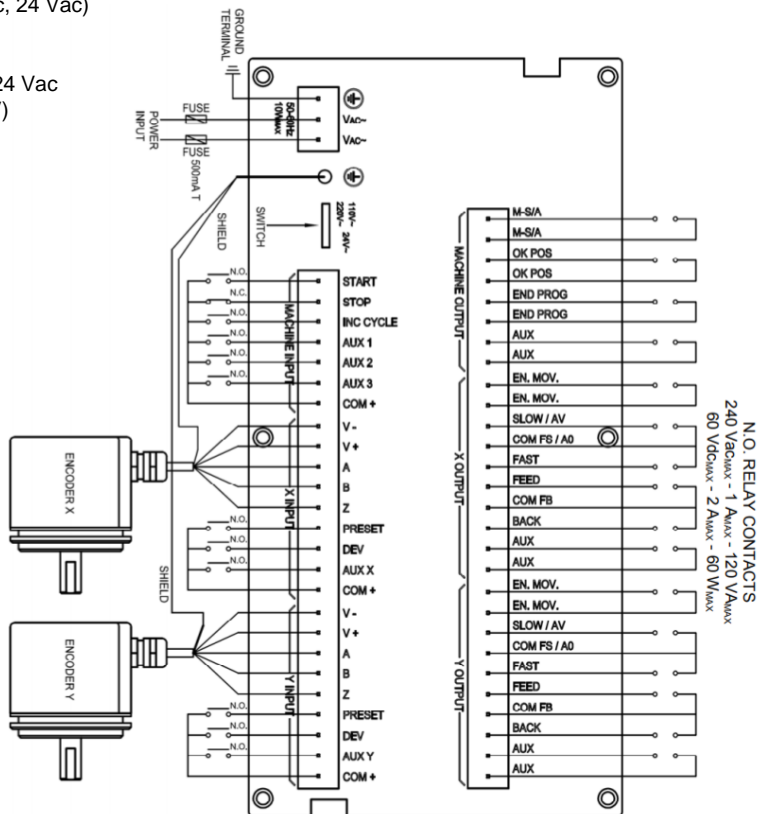 c, 24 Vac)
24 Vac
)
GROUND
TERMINAL
POWER
INPUT
FUSE
FUSE
500mA T
50-60Hz
10WMAX
VAC~
VAC~
SHIELD
SWITCH
110V~ 24V~
220V~
N.O.
N.C.
N.O.
N.O.
N.O.
N.O.
MACHINE INPUT
START
STOP
INC CYCLE
AUX 1
AUX 2
AUX 3
COM +
ENCODER X
X INPUT
V -
V +
A
B
Z
N.O.
N.O.
N.O.
PRESET
DEV
AUX X
COM +
SHIELD
ENCODER Y
Y INPUT
V -
V +
A
B
Z
N.O.
N.O.
N.O.
PRESET
DEV
AUX Y
COM +
MACHINE OUTPUT
M-S/A
M-S/A
OK POS
OK POS
END PROG
END PROG
AUX
AUX
X OUTPUT
EN. MOV.
EN. MOV.
SLOW / AV
COM FS / A0
FAST
FEED
COM FB
BACK
AUX
AUX
Y OUTPUT
EN. MOV.
EN. MOV.
SLOW / AV
COM FS / A0
FAST
FEED
COM FB
BACK
AUX
AUX
N.O. RELAY CONTACTS
240 VacMAX - 1 AMAX - 120 VAMAX
60 VdcMAX - 2 AMAX - 60 WMAX